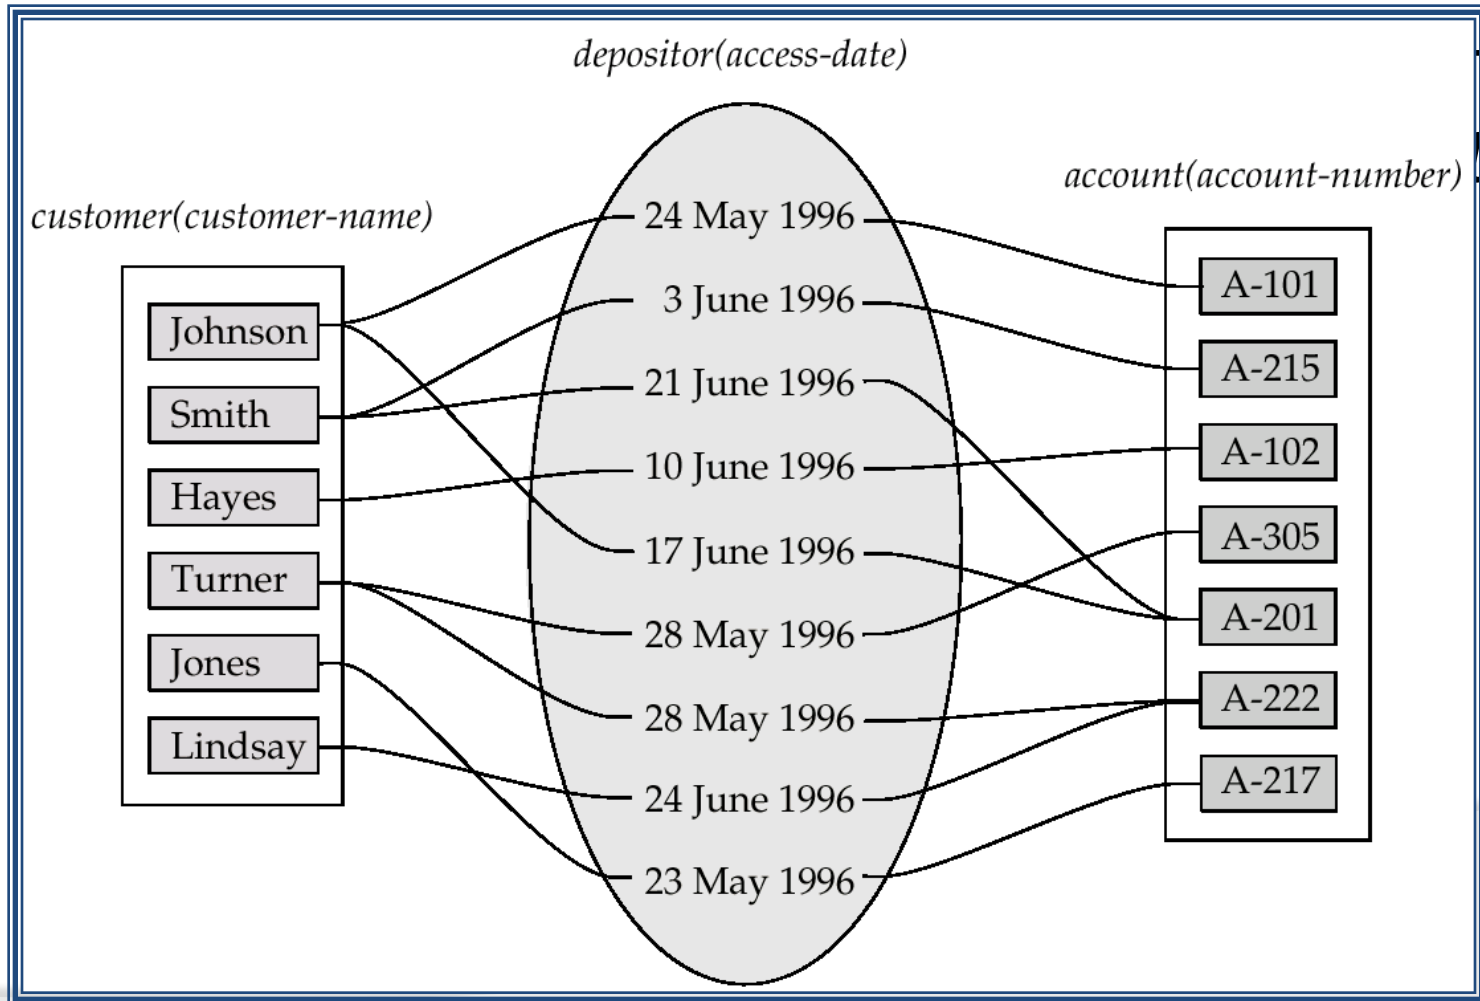 depositor(access-date)
account(account-number)
customer(customer-name)
Johnson
Smith
Hayes
Turner
Jones
Lindsay
24 May 1996
3 June 1996
21 June 1996
10 June 1996
17 June 1996
28 May 1996
28 May 1996
24 June 1996
23 May 1996
A-101
A-215
A-102
A-305
A-201
A-222
A-217